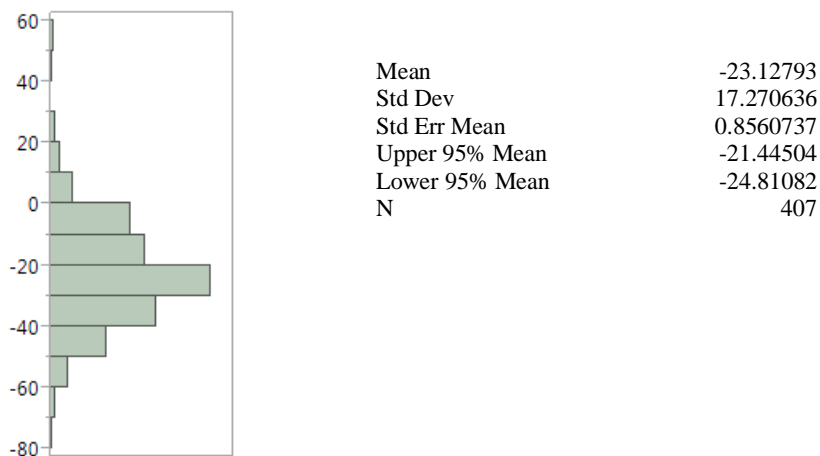 60
40
20
0
-20
-40
-60
-80
Mean -23.12793
Std Dev 17.270636
Std Err Mean 0.8560737
Upper 95% Mean -21.44504
Lower 95% Mean -24.81082
N 407